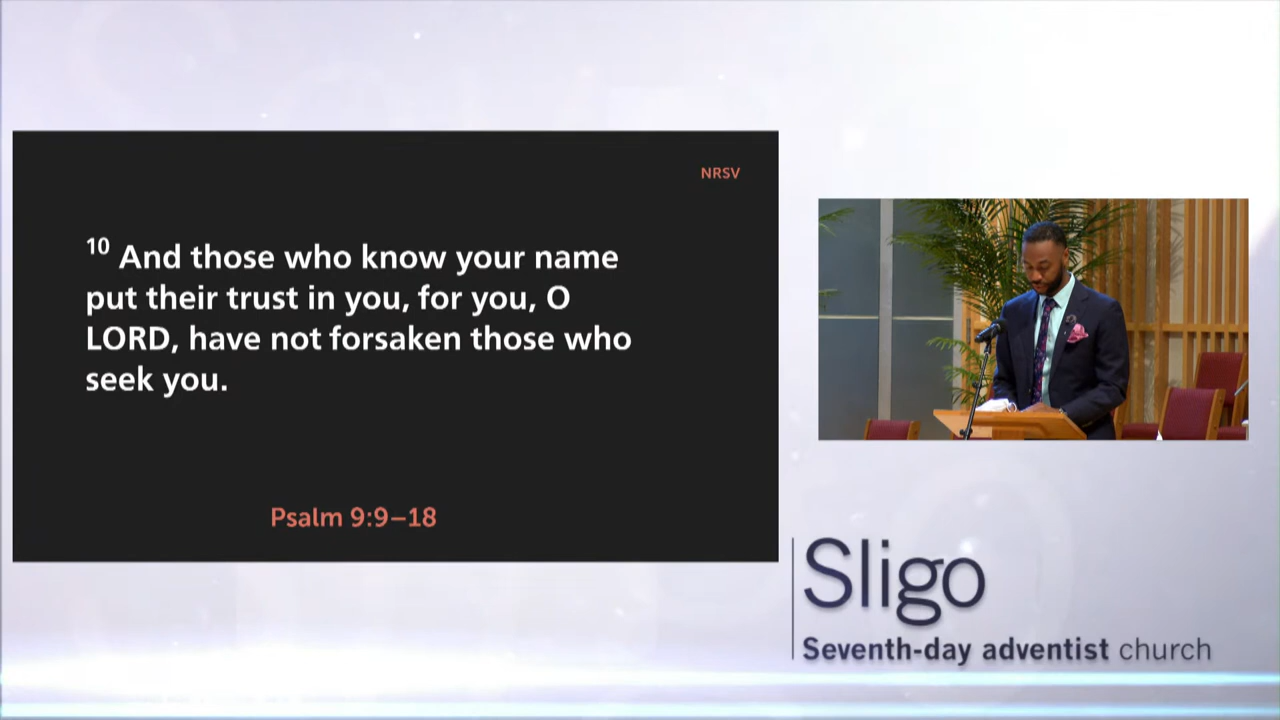 NRSV
10 And those who know your name
put their trust in you, for you, O
LORD, have not forsaken those who
seek you.
Psalm 9:9–18
Sligo
Seventh-day adventist church